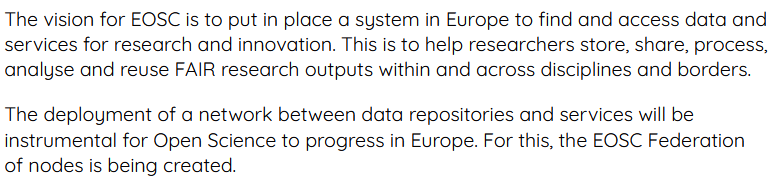 The vision for EOSC is to put in place a system in Europe to find and access data and
services for research and innovation. This is to help researchers store, share, process,
analyse and reuse FAIR research outputs within and across disciplines and borders.
The deployment of a network between data repositories and services will be
instrumental for Open Science to progress in Europe. For this, the EOSC Federation
of nodes is being created.